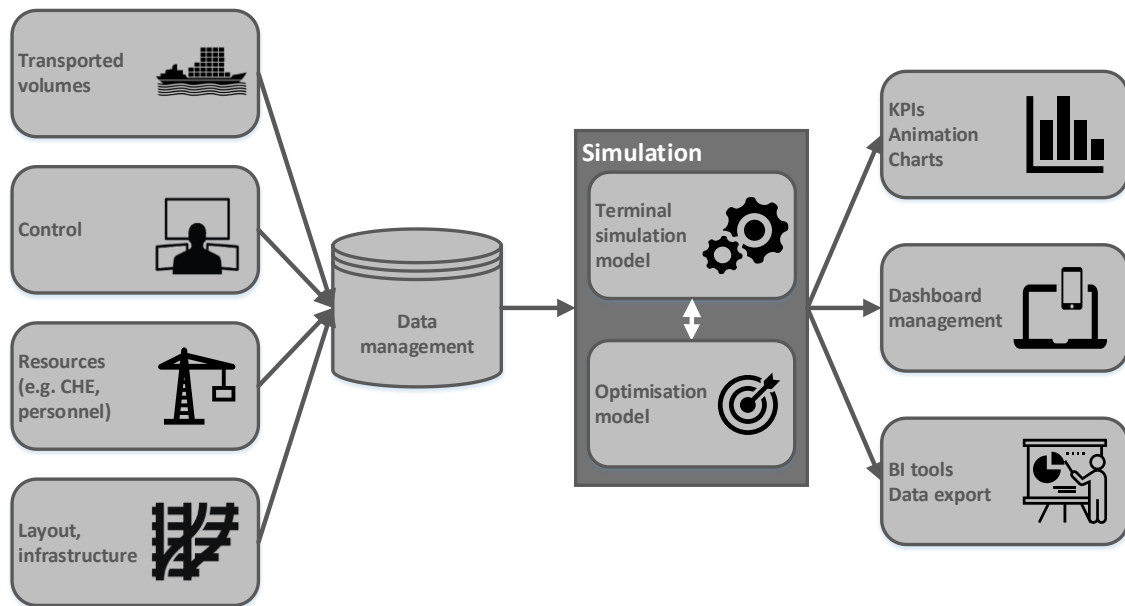 Transported
volumes
Control
Resources
(e.g. CHE,
personnel)
Layout,
infrastructure
Data
management
Simulation
Terminal
simulation
model
Optimisation
model
KPIs
Animation
Charts
Dashboard
management
BI tools
Data export